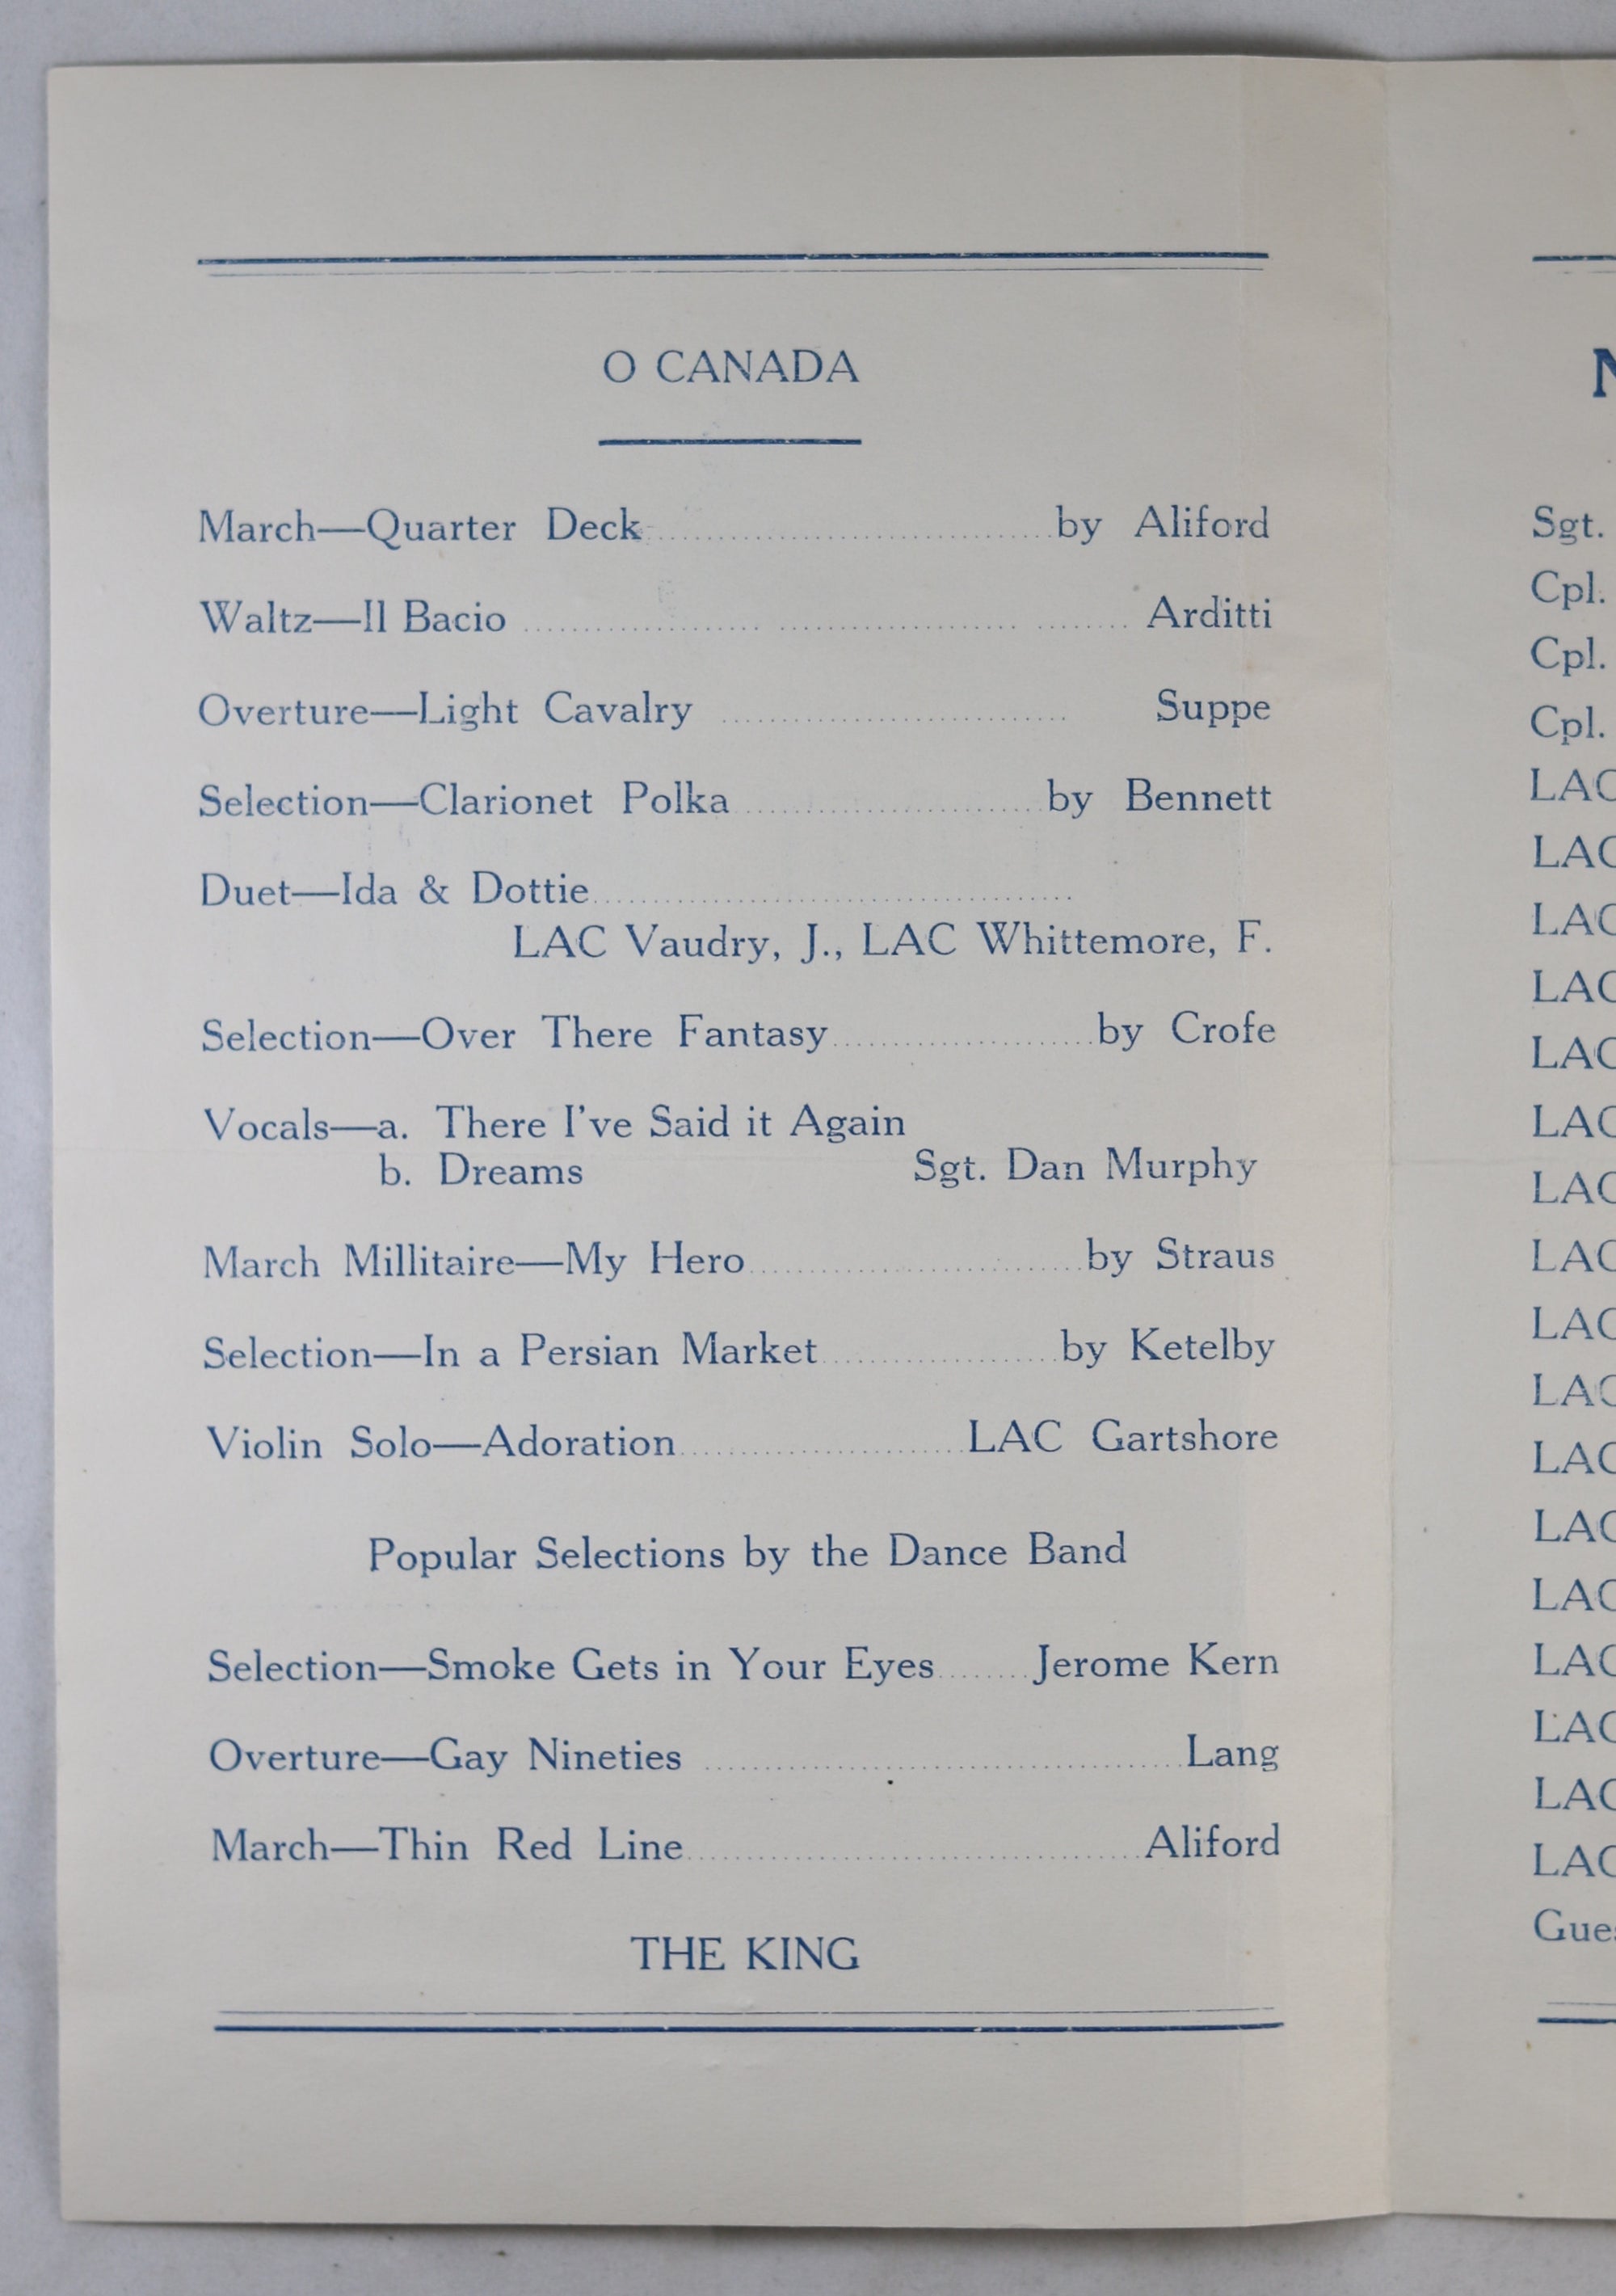 O CANADA
March—Quarter Deck by Aliford
Waltz—Il Bacio Arditti
Overture—Light Cavalry Suppe
Selection—Clarionet Polka by Bennett
Duet—Ida & Dottie
LAC Vaudry, J., LAC Whittemore, F.
Selection—Over There Fantasy by Crofe
Vocals—a. There I've Said it Again
b. Dreams Sgt. Dan Murphy
March Millitaire—My Hero by Straus
Selection—In a Persian Market by Ketelby
Violin Solo—Adoration LAC Gartshore
Popular Selections by the Dance Band
Selection—Smoke Gets in Your Eyes Jerome Kern
Overture—Gay Nineties Lang
March—Thin Red Line Aliford
THE KING
Sgt.
Cpl.
Cpl.
Cpl.